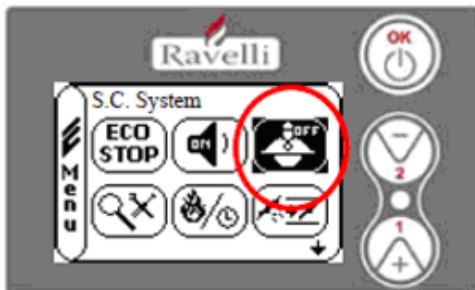 Ravelli
OK
S.C. System
ECO
STOP
ON
OFF
Menu
2
1
+